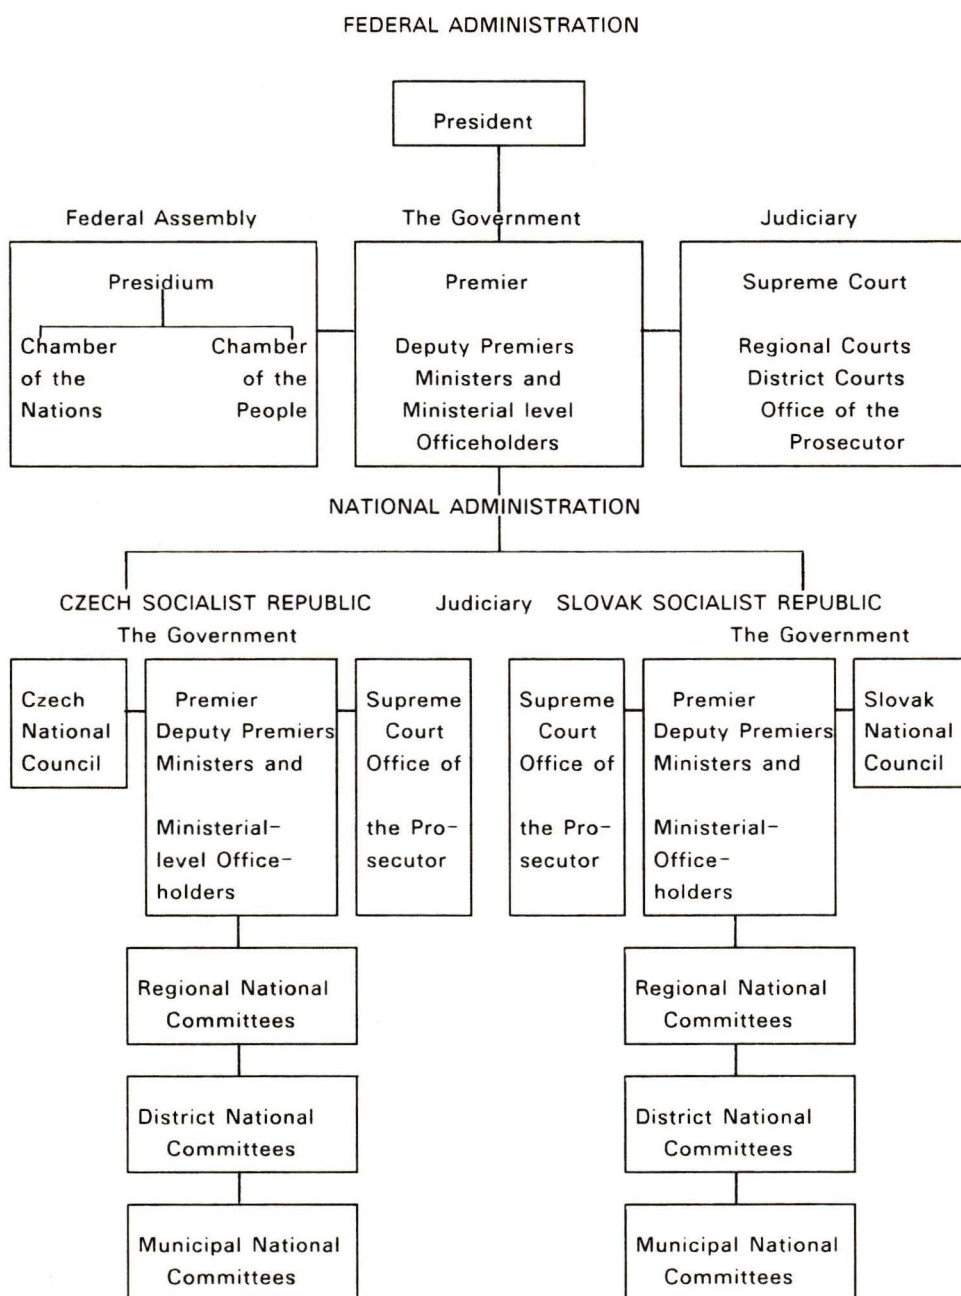 FEDERAL ADMINISTRATION
President
Federal Assembly
Presidium
Chamber
of the
Nations
Chamber
of the
People
The Government
Premier
Deputy Premiers
Ministers and
Ministerial level
Officeholders
Judiciary
Supreme Court
Regional Courts
District Courts
Office of the
Prosecutor
NATIONAL ADMINISTRATION
CZECH SOCIALIST REPUBLIC
The Government
Judiciary
SLOVAK SOCIALIST REPUBLIC
The Government
Czech
National
Council
Premier
Deputy Premiers
Ministers and
Ministerial-
level Office-
holders
Supreme
Court
Office of
the Pro-
secutor
Supreme
Court
Office of
the Pro-
secutor
Premier
Deputy Premiers
Ministers and
Ministerial-
Office-
holders
Slovak
National
Council
Regional National
Committees
District National
Committees
Municipal National
Committees
Regional National
Committees
District National
Committees
Municipal National
Committees